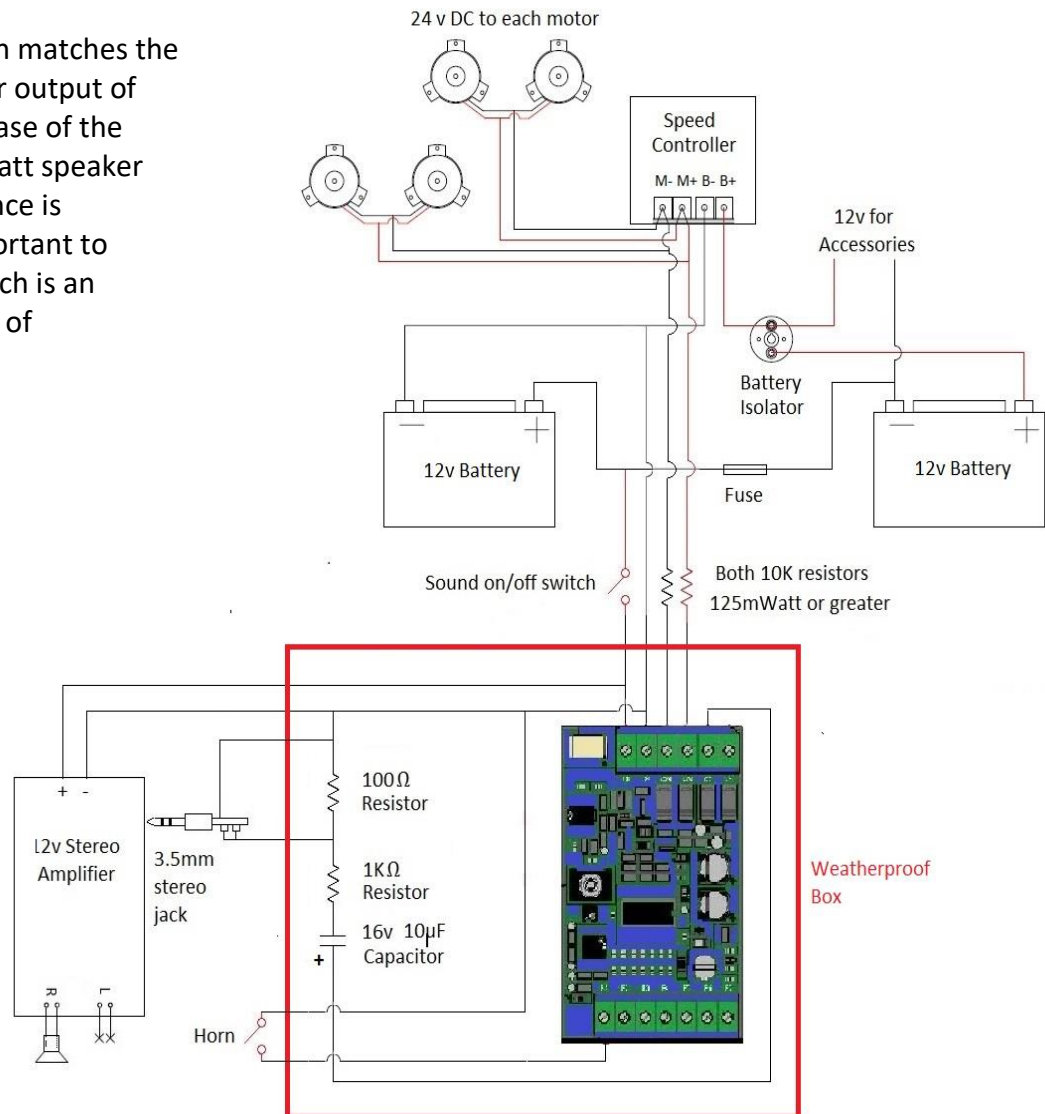 24 v DC to each motor
n matches the
r output of
ase of the
att speaker
nce is
ortant to
ch is an
of
Speed
Controller
M- M+ B- B+
12v for
Accessories
Battery
Isolator
12v Battery
12v Battery
Fuse
Sound on/off switch
Both 10K resistors
125mWatt or greater
100Ω
Resistor
+ -
12v Stereo
Amplifier
3.5mm
stereo
jack
1KΩ
Resistor
16v 10µF
Capacitor
+
Weatherproof
Box
R L
Horn